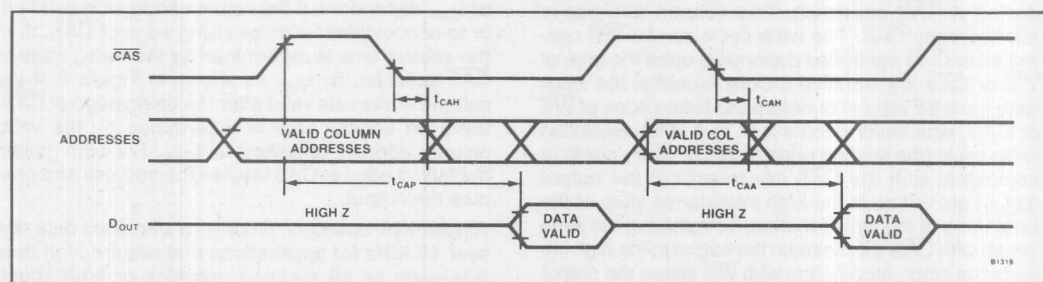 CAS
tCAH
tCAH
ADDRESSES
VALID COLUMN
ADDRESSES
VALID COL
ADDRESSES
tCAP
tCAA
DOUT
HIGH Z
DATA
VALID
HIGH Z
DATA
VALID
B1319